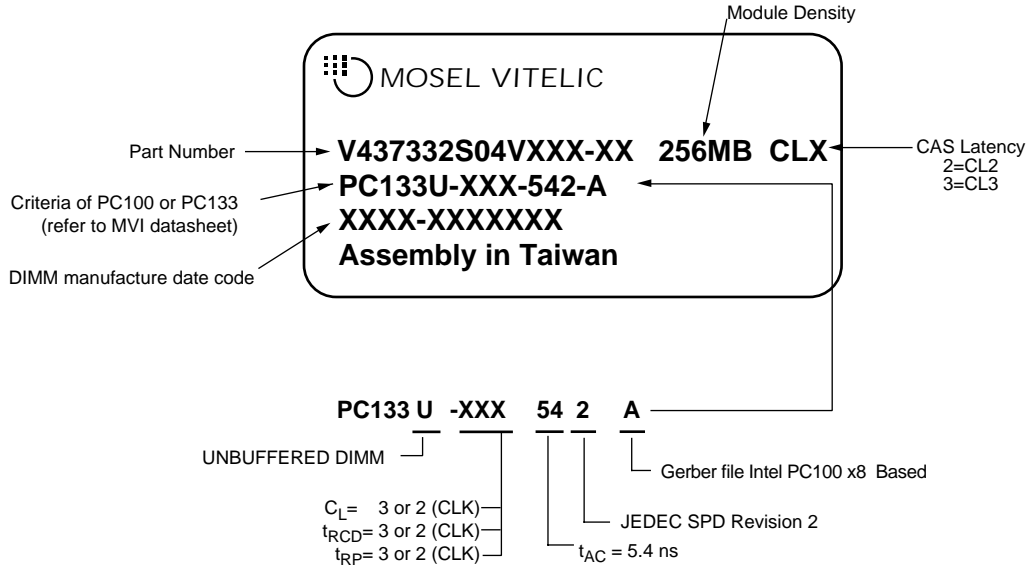 Module Density
MOSEL VITELIC
Part Number
V437332S04VXXX-XX 256MB CLX
CAS Latency
2=CL2
3=CL3
Criteria of PC100 or PC133
(refer to MVI datasheet)
PC133U-XXX-542-A
XXXX-XXXXXXX
DIMM manufacture date code
Assembly in Taiwan
PC133 U -XXX 54 2 A
UNBUFFERED DIMM
Gerber file Intel PC100 x8 Based
CL= 3 or 2 (CLK)
tRCD= 3 or 2 (CLK)
tRP= 3 or 2 (CLK)
JEDEC SPD Revision 2
tAC = 5.4 ns